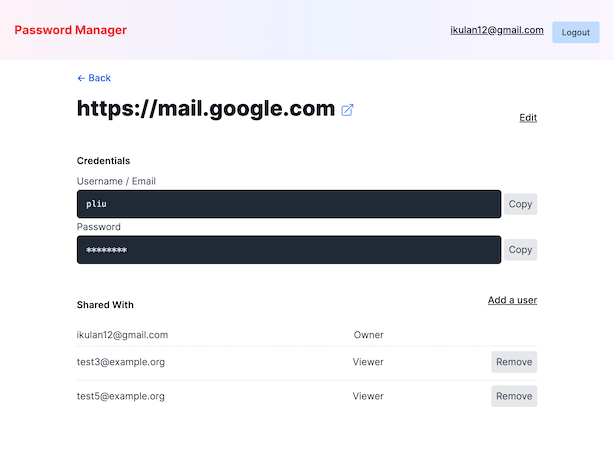 Password Manager
ikulan12@gmail.com
Logout
← Back
https://mail.google.com
Edit
Credentials
Username / Email
pliu
Copy
Password
********
Copy
Shared With
Add a user
ikulan12@gmail.com Owner
test3@example.org Viewer Remove
test5@example.org Viewer Remove